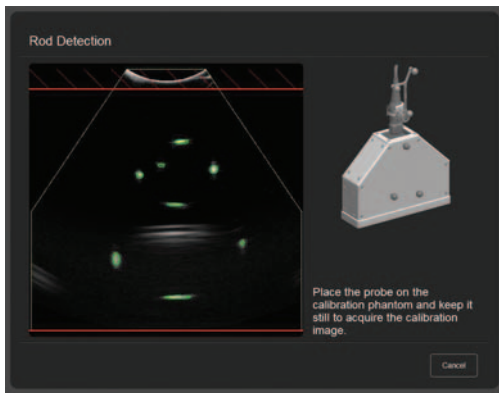 Rod Detection
Place the probe on the
calibration phantom and keep it
still to acquire the calibration
image.
Cancel